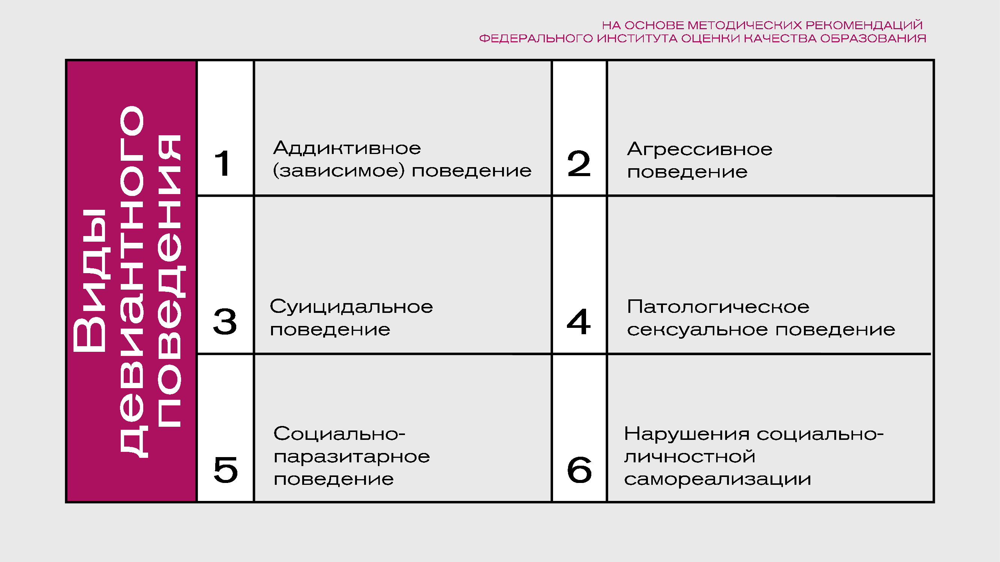 НА ОСНОВЕ МЕТОДИЧЕСКИХ РЕКОМЕНДАЦИЙ
ФЕДЕРАЛЬНОГО ИНСТИТУТА ОЦЕНКИ КАЧЕСТВА ОБРАЗОВАНИЯ
Виды
девиантного
поведения
1
Аддиктивное
(зависимое) поведение
2
Агрессивное
поведение
3
Суицидальное
поведение
4
Патологическое
сексуальное поведение
5
Социально-
паразитарное
поведение
6
Нарушения социально-
личностной
самореализации